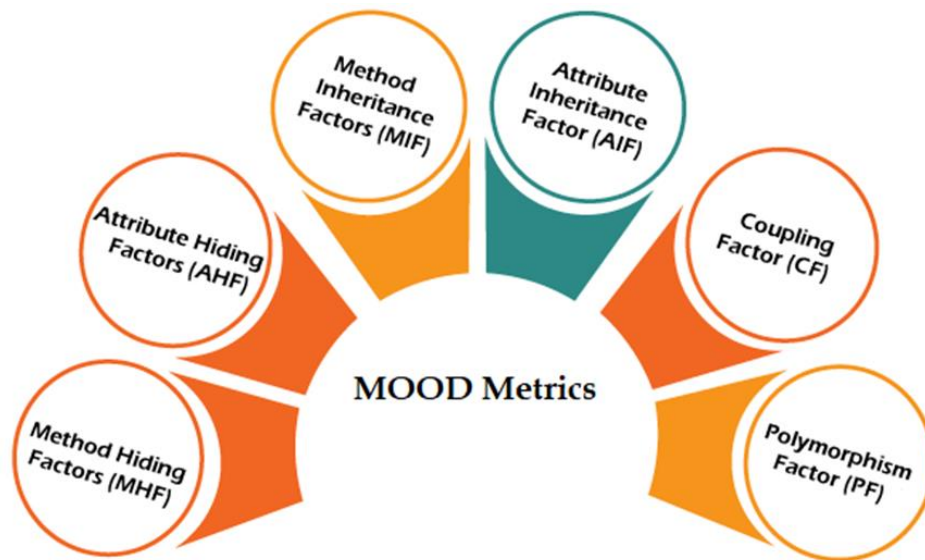 Method Hiding
Factors (MHF)
Attribute Hiding
Factors (AHF)
Method
Inheritance
Factors (MIF)
Attribute
Inheritance
Factor (AIF)
Coupling
Factor (CF)
Polymorphism
Factor (PF)
MOOD Metrics